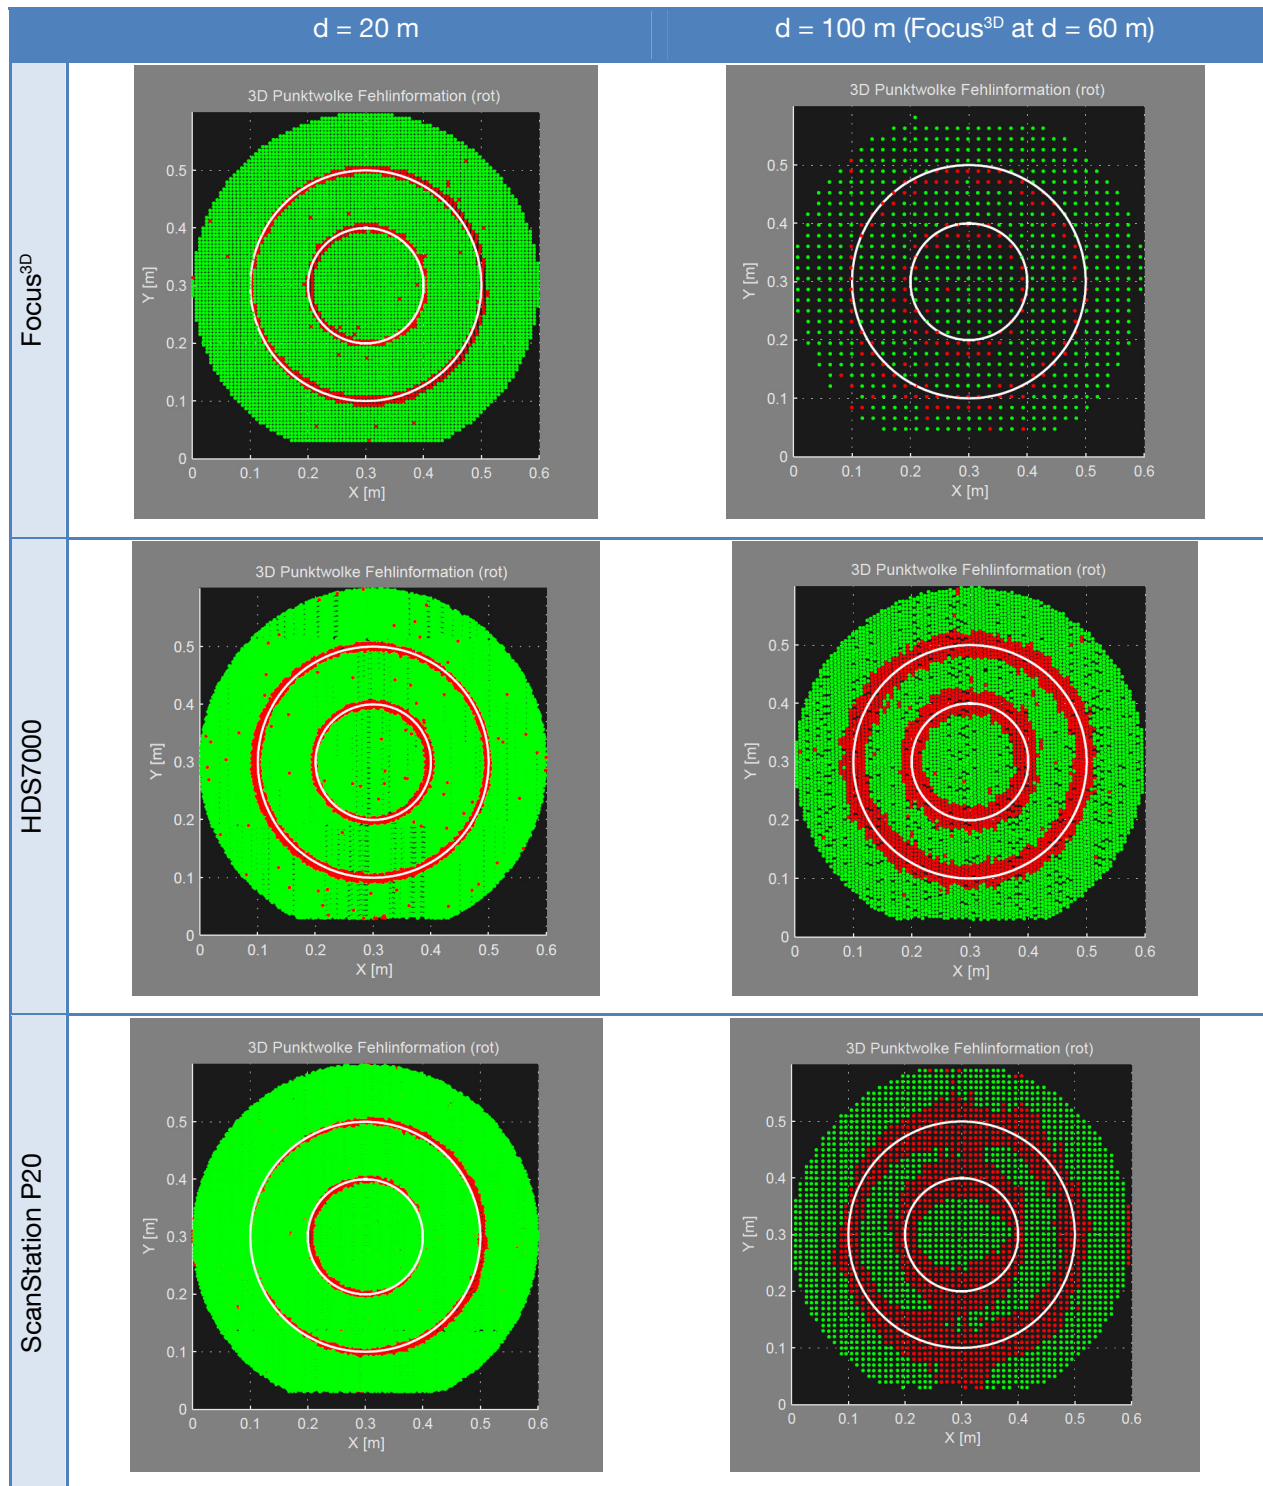 d = 20 m
d = 100 m (Focus3D at d = 60 m)
Focus3D
3D Punktwolke Fehlinformation (rot)
Y [m]
0.5
0.4
0.3
0.2
0.1
0
0 0.1 0.2 0.3 0.4 0.5 0.6
X [m]
3D Punktwolke Fehlinformation (rot)
Y [m]
0.5
0.4
0.3
0.2
0.1
0
0 0.1 0.2 0.3 0.4 0.5 0.6
X [m]
HDS7000
3D Punktwolke Fehlinformation (rot)
Y [m]
0.5
0.4
0.3
0.2
0.1
0
0 0.1 0.2 0.3 0.4 0.5 0.6
X [m]
3D Punktwolke Fehlinformation (rot)
Y [m]
0.5
0.4
0.3
0.2
0.1
0
0 0.1 0.2 0.3 0.4 0.5 0.6
X [m]
ScanStation P20
3D Punktwolke Fehlinformation (rot)
Y [m]
0.5
0.4
0.3
0.2
0.1
0
0 0.1 0.2 0.3 0.4 0.5 0.6
X [m]
3D Punktwolke Fehlinformation (rot)
Y [m]
0.5
0.4
0.3
0.2
0.1
0
0 0.1 0.2 0.3 0.4 0.5 0.6
X [m]